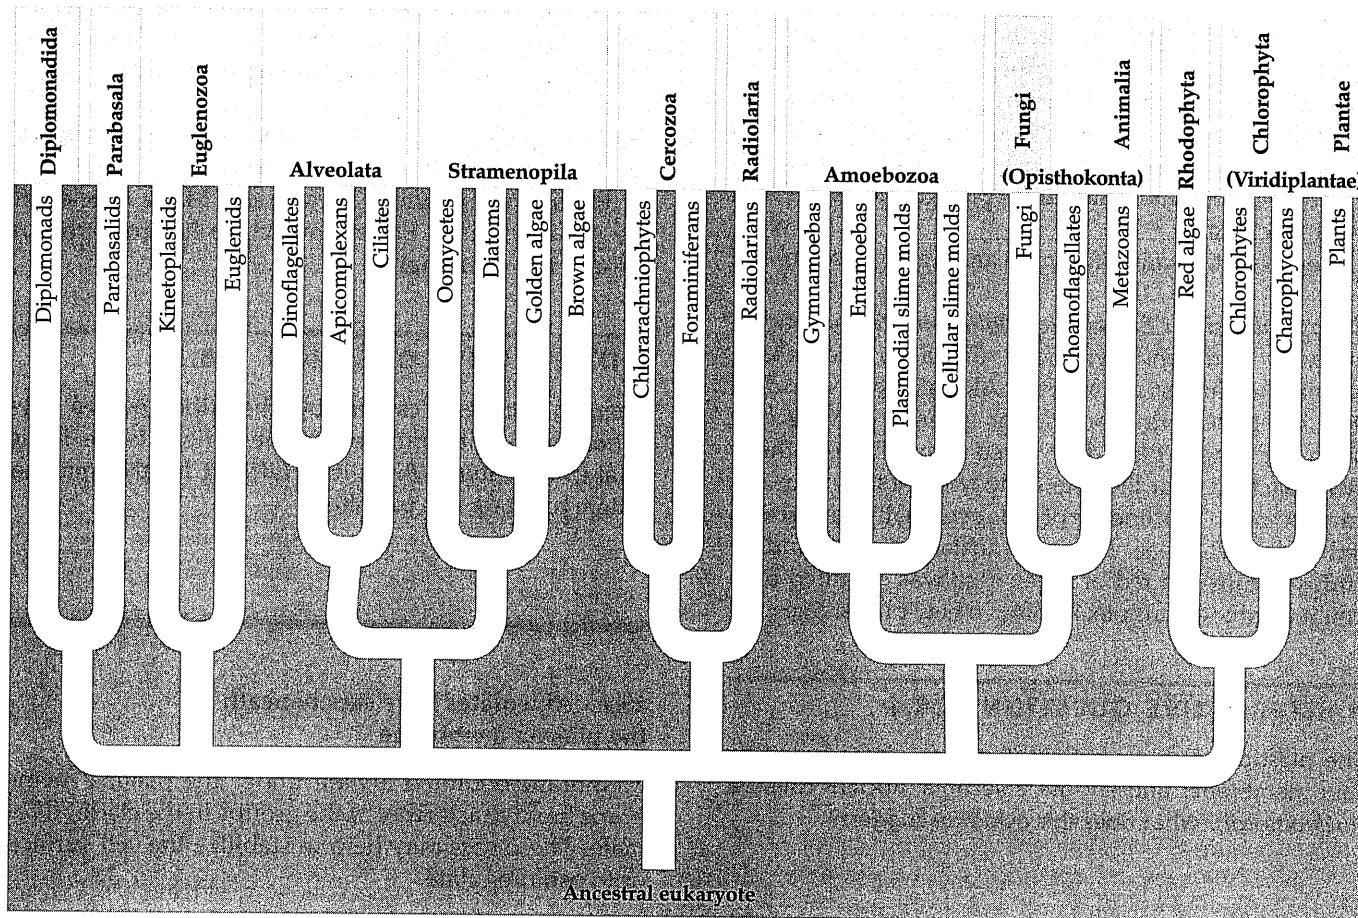 Diplomonadida
Parabasala
Euglenozoa
Alveolata
Stramenopila
Cercozoa
Radiolaria
Amoebozoa
Fungi
Animalia
(Opisthokonta)
Rhodophyta
Chlorophyta
Plantae
(Viridiplantae)
Diplomonads
Parabasalids
Kinetoplastids
Euglenids
Dinoflagellates
Apicomplexans
Ciliates
Oomycetes
Diatoms
Golden algae
Brown algae
Chlorarachniophytes
Foraminiferans
Radiolarians
Gymnamoebas
Entamoebas
Plasmodial slime molds
Cellular slime molds
Fungi
Choanoflagellates
Metazoans
Red algae
Chlorophytes
Charophyceans
Plants
Ancestral eukaryote